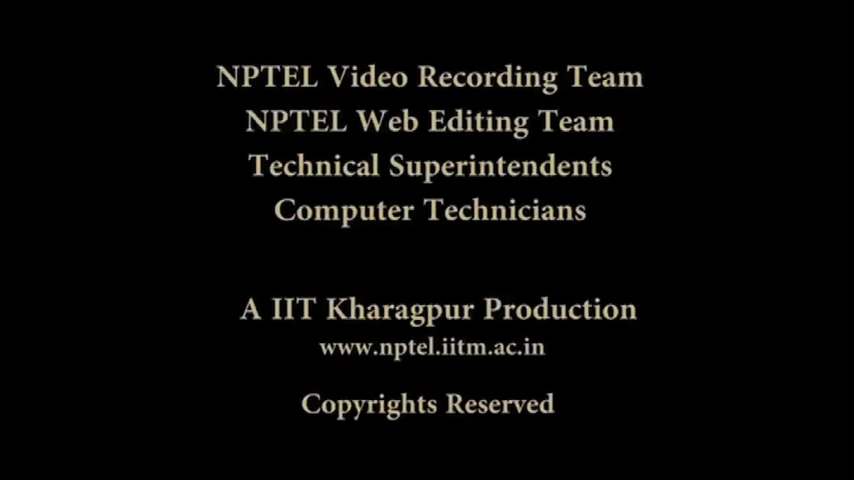 NPTEL Video Recording Team
NPTEL Web Editing Team
Technical Superintendents
Computer Technicians
A IIT Kharagpur Production
www.nptel.iitm.ac.in
Copyrights Reserved